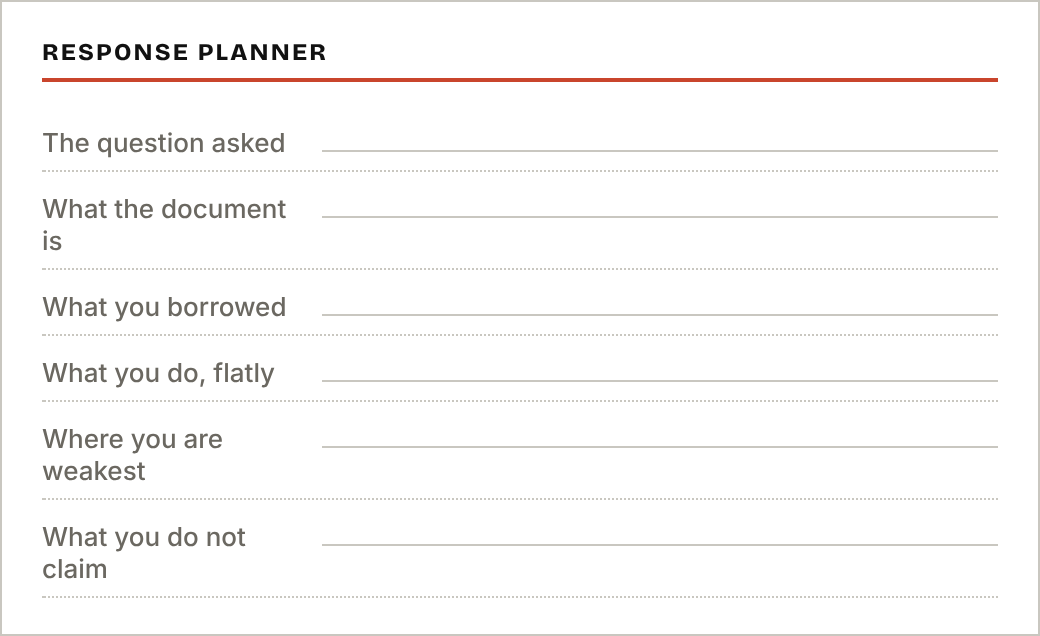 RESPONSE PLANNER
The question asked
What the document
is
What you borrowed
What you do, flatly
Where you are
weakest
What you do not
claim